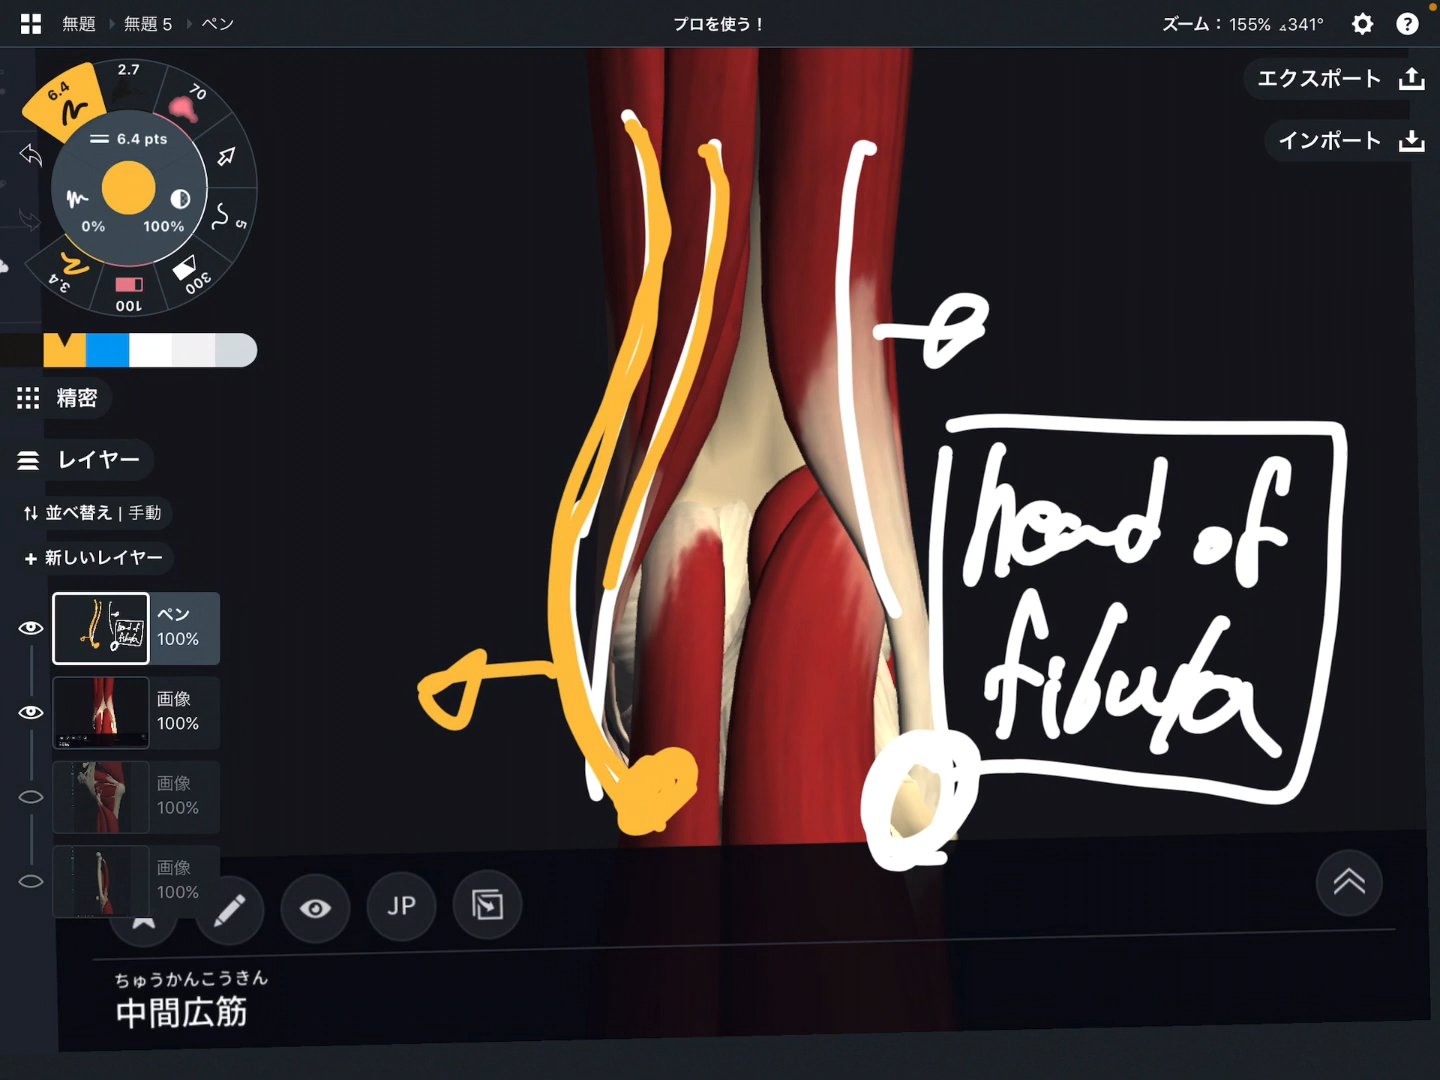 無題 無題 5 ペン
プロを使う！
ズーム： 155% ⊿341°
エクスポート
インポート
6.4
2.7
70
5
300
100
3.4
6.4 pts
0% 100%
精密
レイヤー
並べ替え | 手動
+ 新しいレイヤー
ペン
100%
画像
100%
画像
100%
画像
100%
head of
fibula
JP
ちゅうかんこうきん
中間広筋